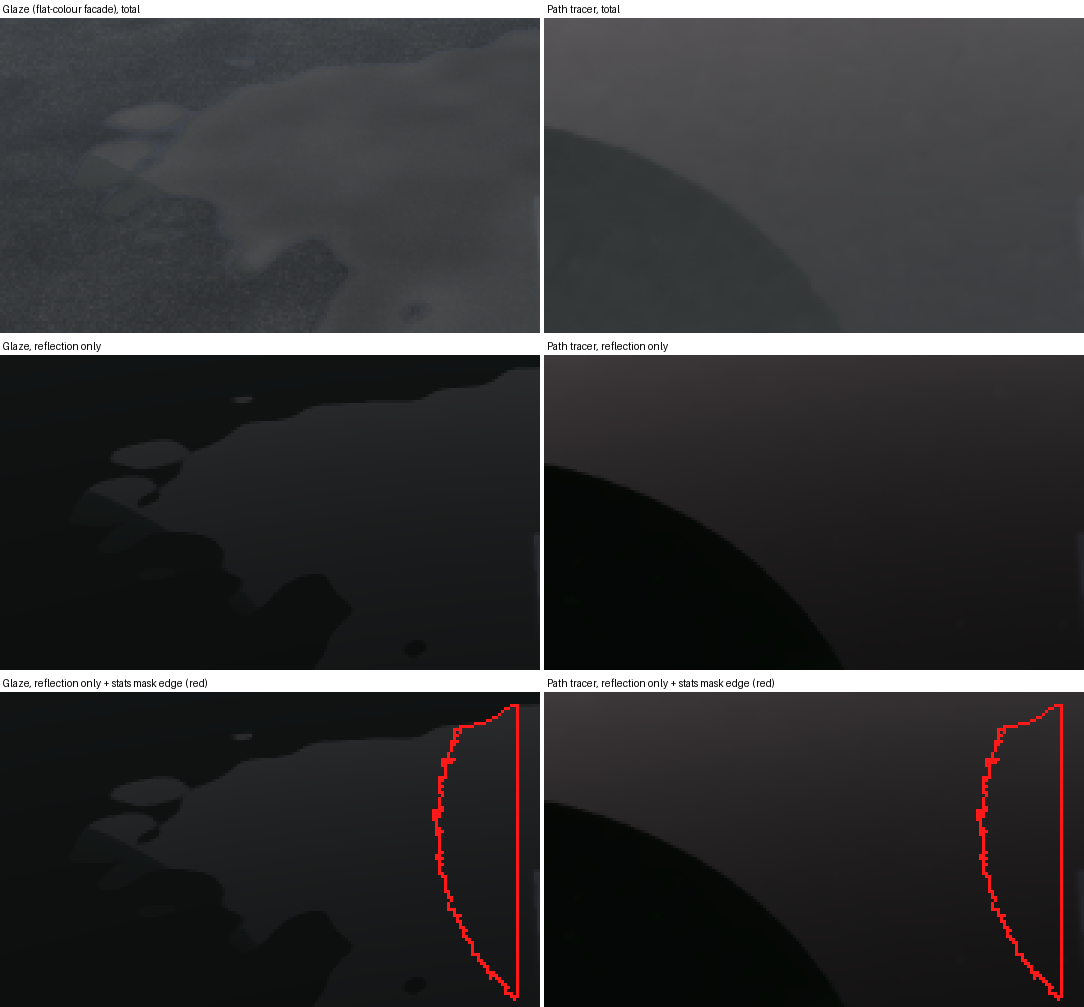 Glaze (flat-colour facade), total
Path tracer, total
Glaze, reflection only
Path tracer, reflection only
Glaze, reflection only + stats mask edge (red)
Path tracer, reflection only + stats mask edge (red)